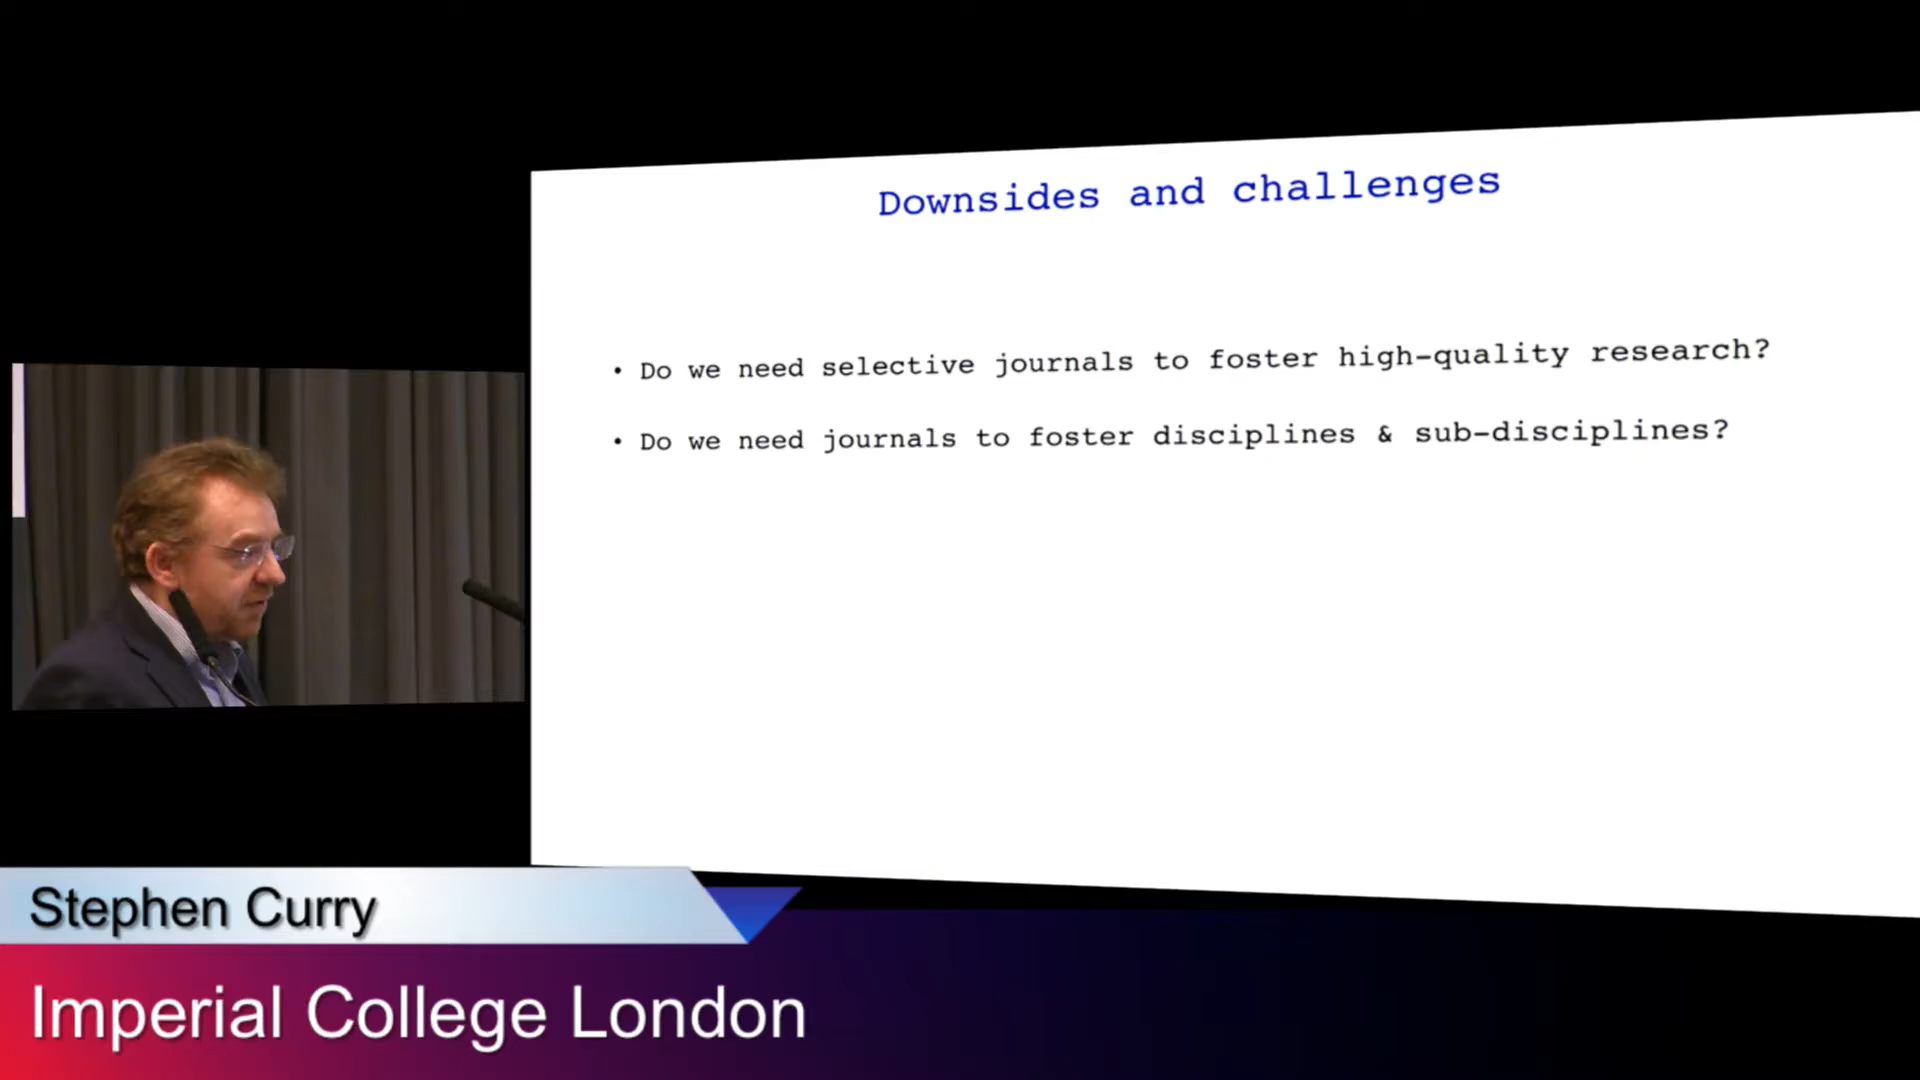 Downsides and challenges
• Do we need selective journals to foster high-quality research?
• Do we need journals to foster disciplines & sub-disciplines?
Stephen Curry
Imperial College London